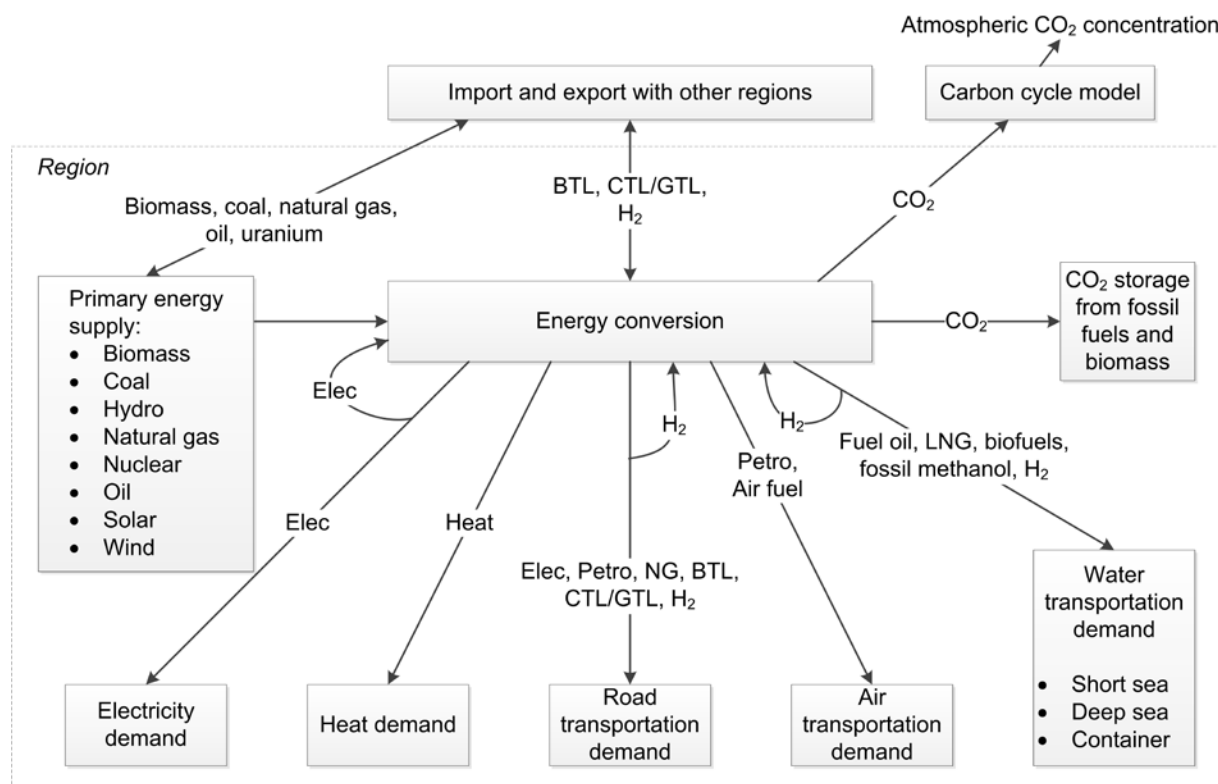 Atmospheric CO₂ concentration
Import and export with other regions
Carbon cycle model
Region
BTL, CTL/GTL,
H₂
CO₂
Biomass, coal, natural gas,
oil, uranium
Primary energy
supply:
• Biomass
• Coal
• Hydro
• Natural gas
• Nuclear
• Oil
• Solar
• Wind
Energy conversion
CO₂
CO₂ storage
from fossil
fuels and
biomass
Elec
H₂
H₂
Elec
Heat
Elec, Petro, NG, BTL,
CTL/GTL, H₂
Petro,
Air fuel
Fuel oil, LNG, biofuels,
fossil methanol, H₂
Electricity
demand
Heat demand
Road
transportation
demand
Air
transportation
demand
Water
transportation
demand
• Short sea
• Deep sea
• Container